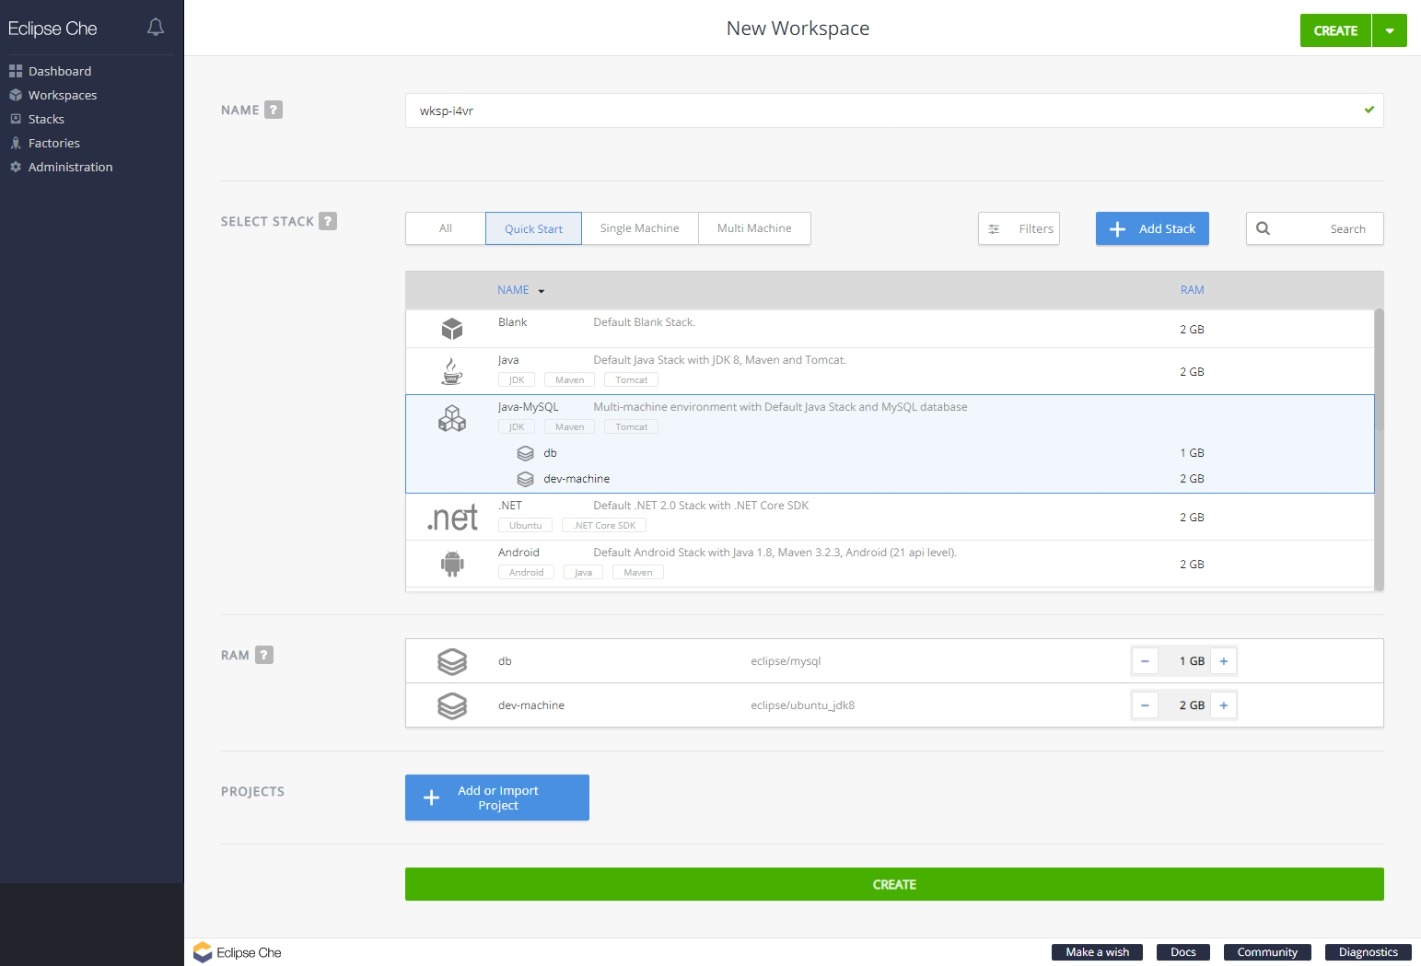 Eclipse Che
New Workspace
CREATE
Dashboard
Workspaces
Stacks
Factories
Administration
NAME ?
wksp-i4vr
SELECT STACK ?
All Quick Start Single Machine Multi Machine Filters Add Stack Search
NAME RAM
Blank Default Blank Stack. 2 GB
Java Default Java Stack with JDK 8, Maven and Tomcat.
JDK Maven Tomcat 2 GB
Java-MySQL Multi-machine environment with Default Java Stack and MySQL database
JDK Maven Tomcat
db 1 GB
dev-machine 2 GB
.net
.NET Default .NET 2.0 Stack with .NET Core SDK
Ubuntu .NET Core SDK 2 GB
Android Default Android Stack with Java 1.8, Maven 3.2.3, Android (21 api level).
Android Java Maven 2 GB
RAM ?
db eclipse/mysql − 1 GB +
dev-machine eclipse/ubuntu_jdk8 − 2 GB +
PROJECTS
Add or Import
Project
CREATE
Eclipse Che
Make a wish Docs Community Diagnostics